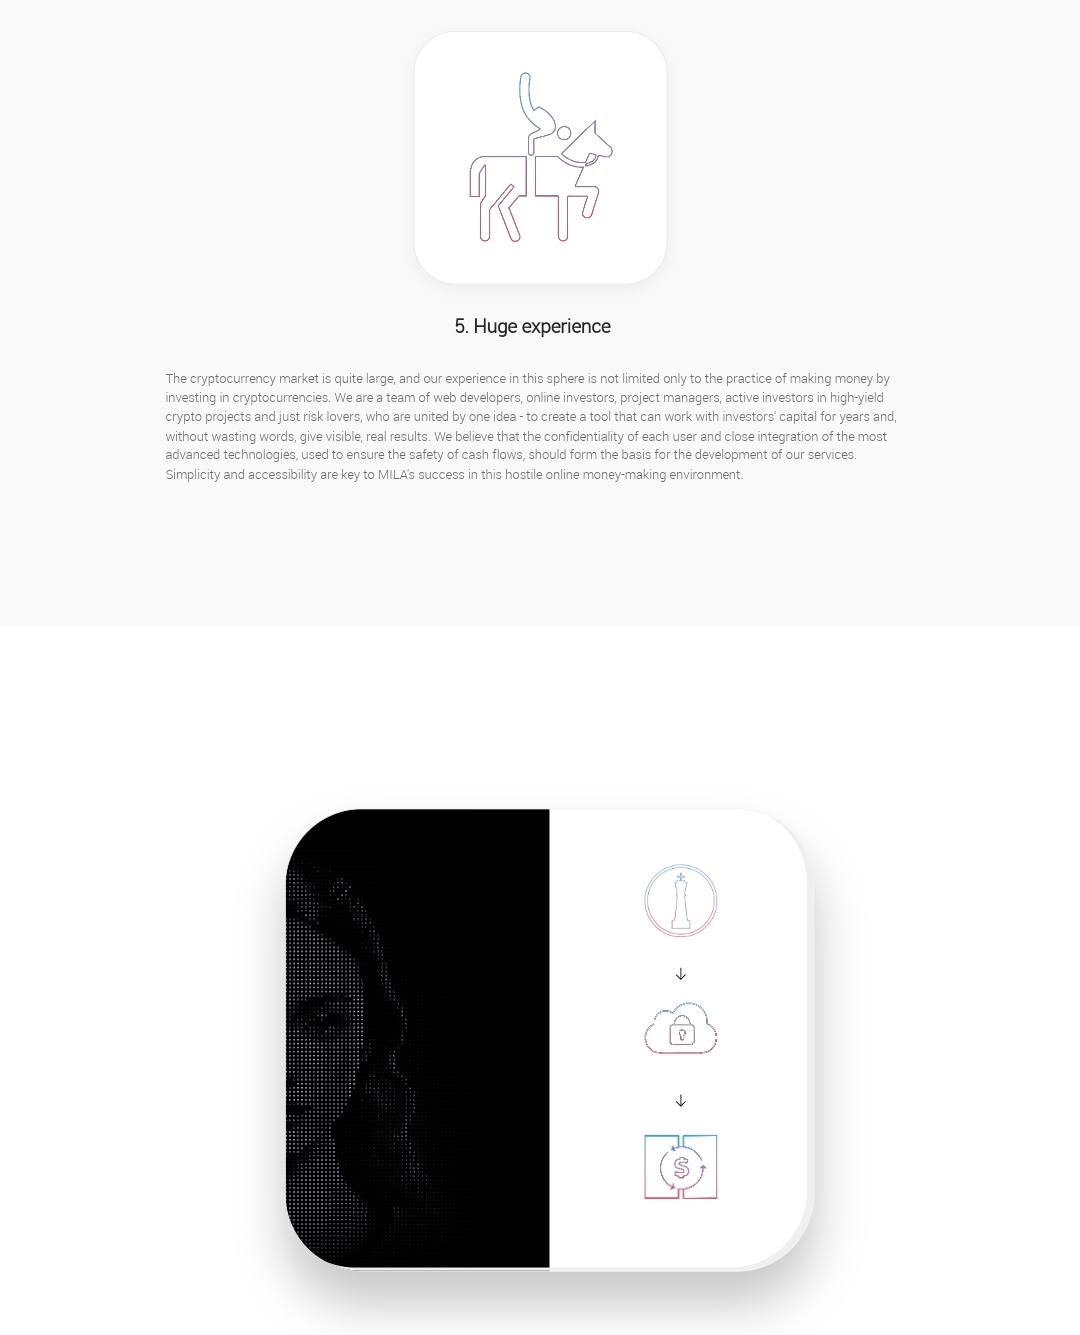 5. Huge experience
The cryptocurrency market is quite large, and our experience in this sphere is not limited only to the practice of making money by
investing in cryptocurrencies. We are a team of web developers, online investors, project managers, active investors in high-yield
crypto projects and just risk lovers, who are united by one idea - to create a tool that can work with investors' capital for years and,
without wasting words, give visible, real results. We believe that the confidentiality of each user and close integration of the most
advanced technologies, used to ensure the safety of cash flows, should form the basis for the development of our services.
Simplicity and accessibility are key to MILA's success in this hostile online money-making environment.
$